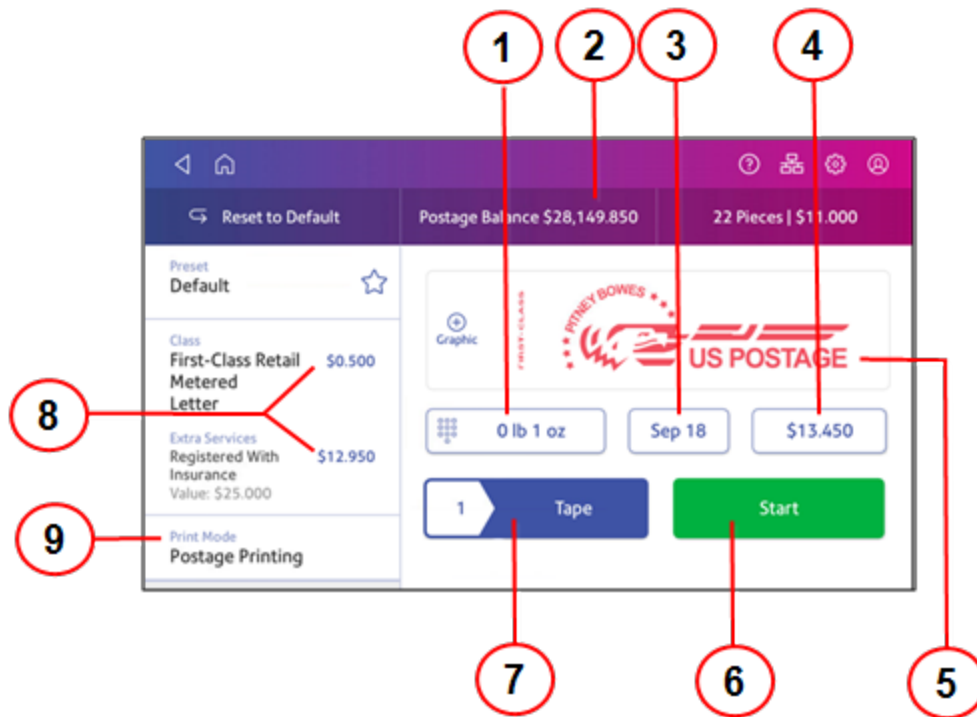 1 2 3 4
Reset to Default Postage Balance $28,149.850 22 Pieces | $11.000
Preset
Default
Class
First-Class Retail $0.500
Metered
Letter
Extra Services
Registered With $12.950
Insurance
Value: $25.000
Print Mode
Postage Printing
Graphic
FIRST-CLASS
PITNEY BOWES
US POSTAGE
0 lb 1 oz Sep 18 $13.450
1 Tape Start
8
9
7 6 5